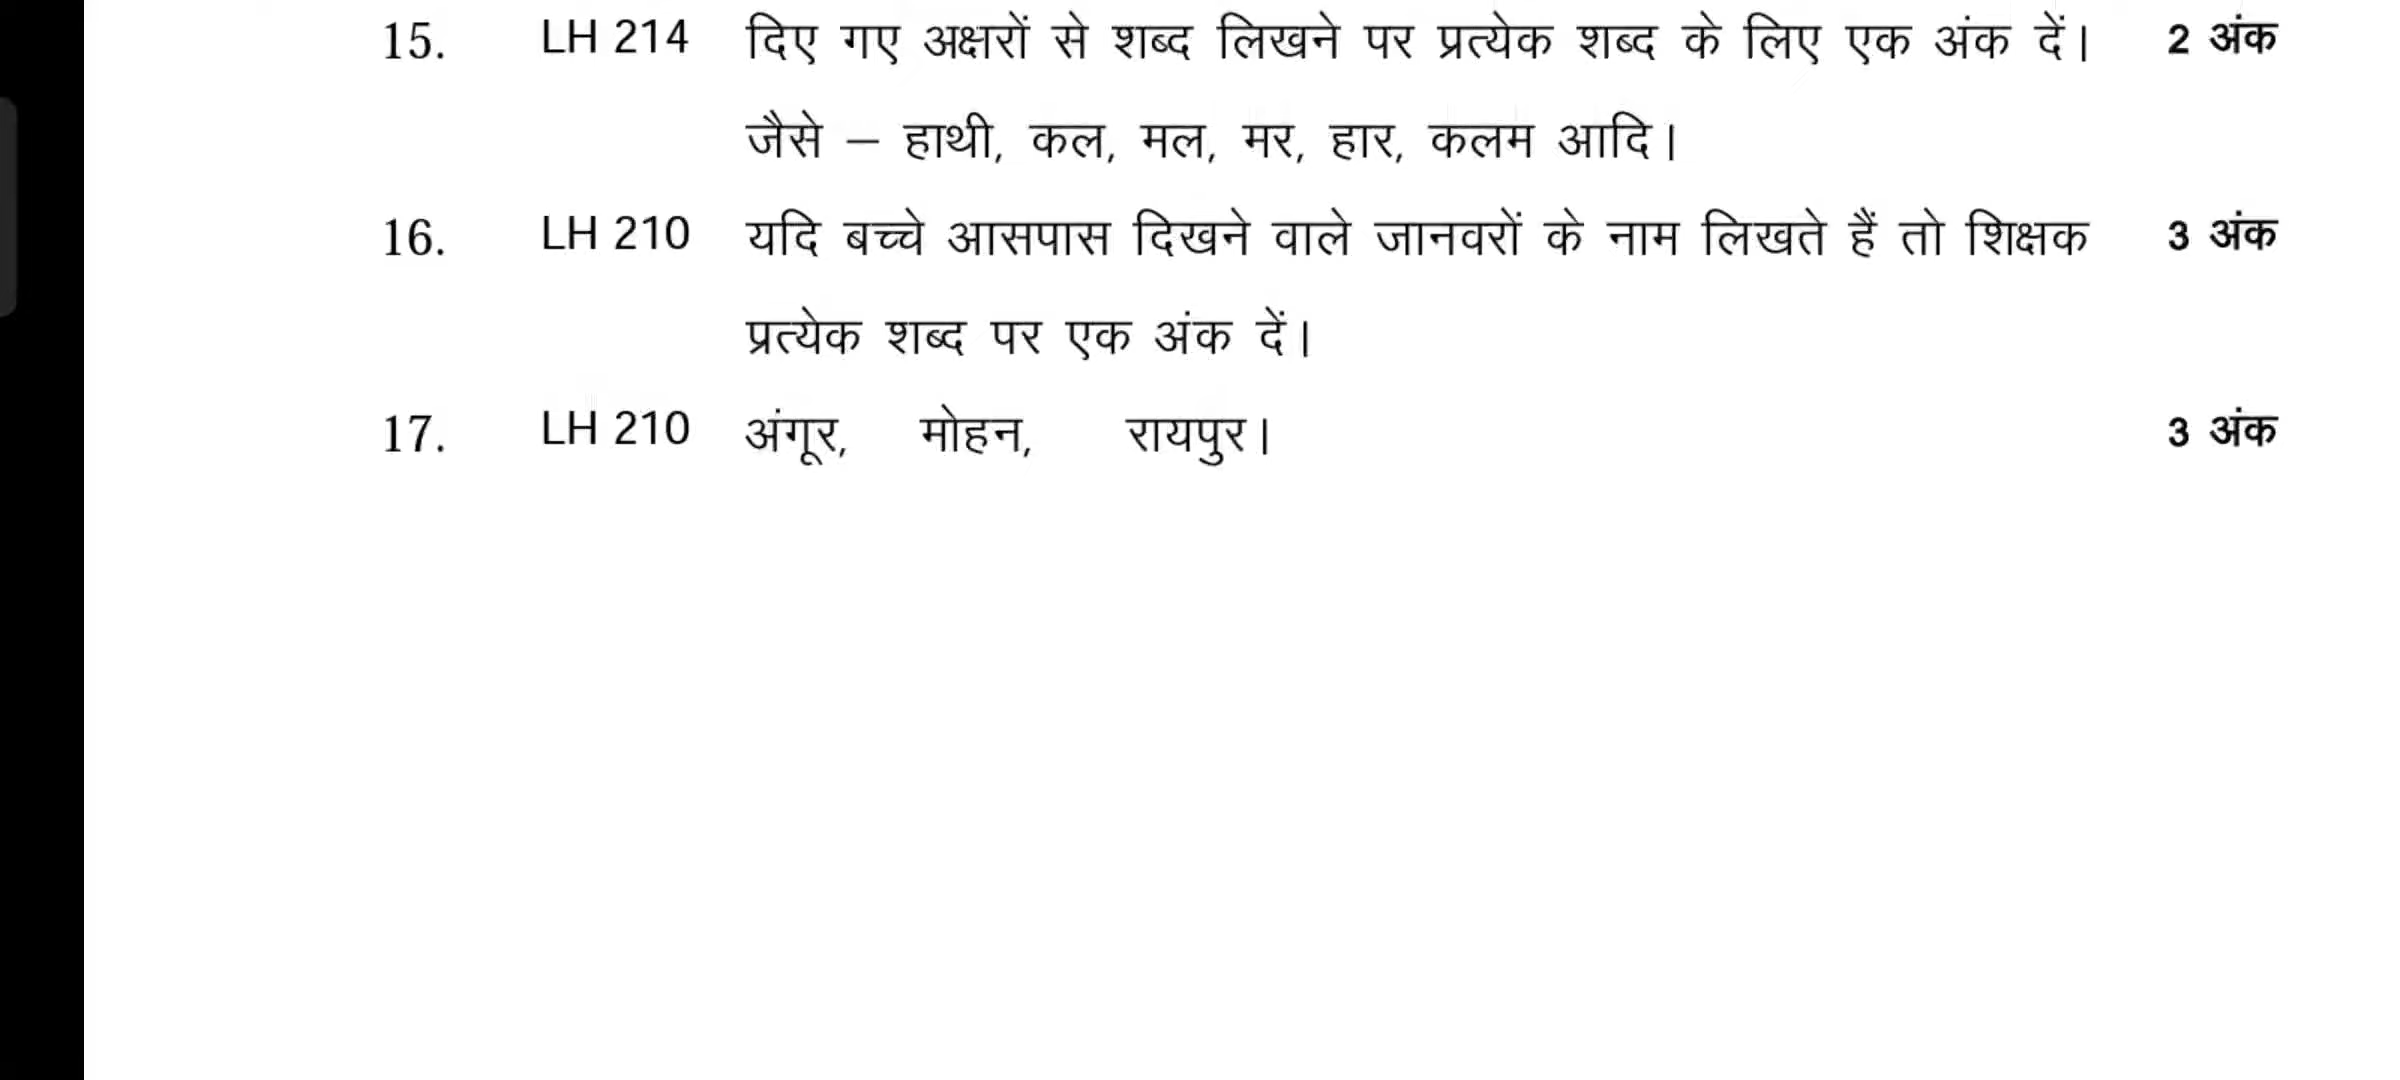 15. LH 214 दिए गए अक्षरों से शब्द लिखने पर प्रत्येक शब्द के लिए एक अंक दें। 2 अंक
जैसे – हाथी, कल, मल, मर, हार, कलम आदि।
16. LH 210 यदि बच्चे आसपास दिखने वाले जानवरों के नाम लिखते हैं तो शिक्षक 3 अंक
प्रत्येक शब्द पर एक अंक दें।
17. LH 210 अंगूर, मोहन, रायपुर। 3 अंक